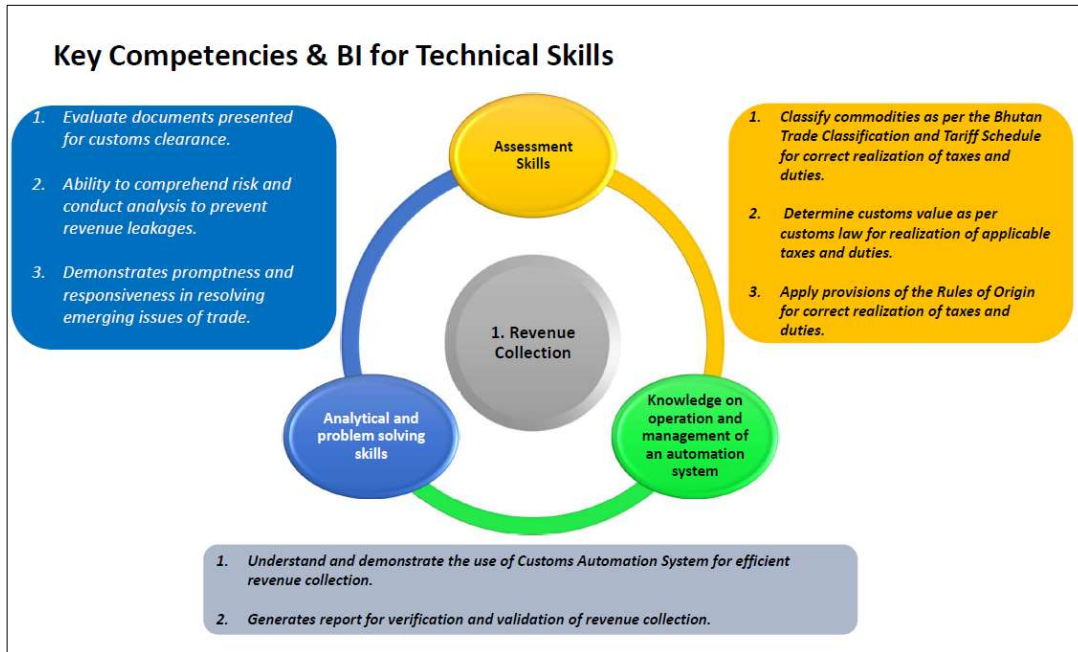 Key Competencies & BI for Technical Skills
1. Evaluate documents presented
for customs clearance.
2. Ability to comprehend risk and
conduct analysis to prevent
revenue leakages.
3. Demonstrates promptness and
responsiveness in resolving
emerging issues of trade.
Assessment
Skills
1. Classify commodities as per the Bhutan
Trade Classification and Tariff Schedule
for correct realization of taxes and
duties.
2. Determine customs value as per
customs law for realization of applicable
taxes and duties.
3. Apply provisions of the Rules of Origin
for correct realization of taxes and
duties.
1. Revenue
Collection
Analytical and
problem solving
skills
Knowledge on
operation and
management of
an automation
system
1. Understand and demonstrate the use of Customs Automation System for efficient
revenue collection.
2. Generates report for verification and validation of revenue collection.